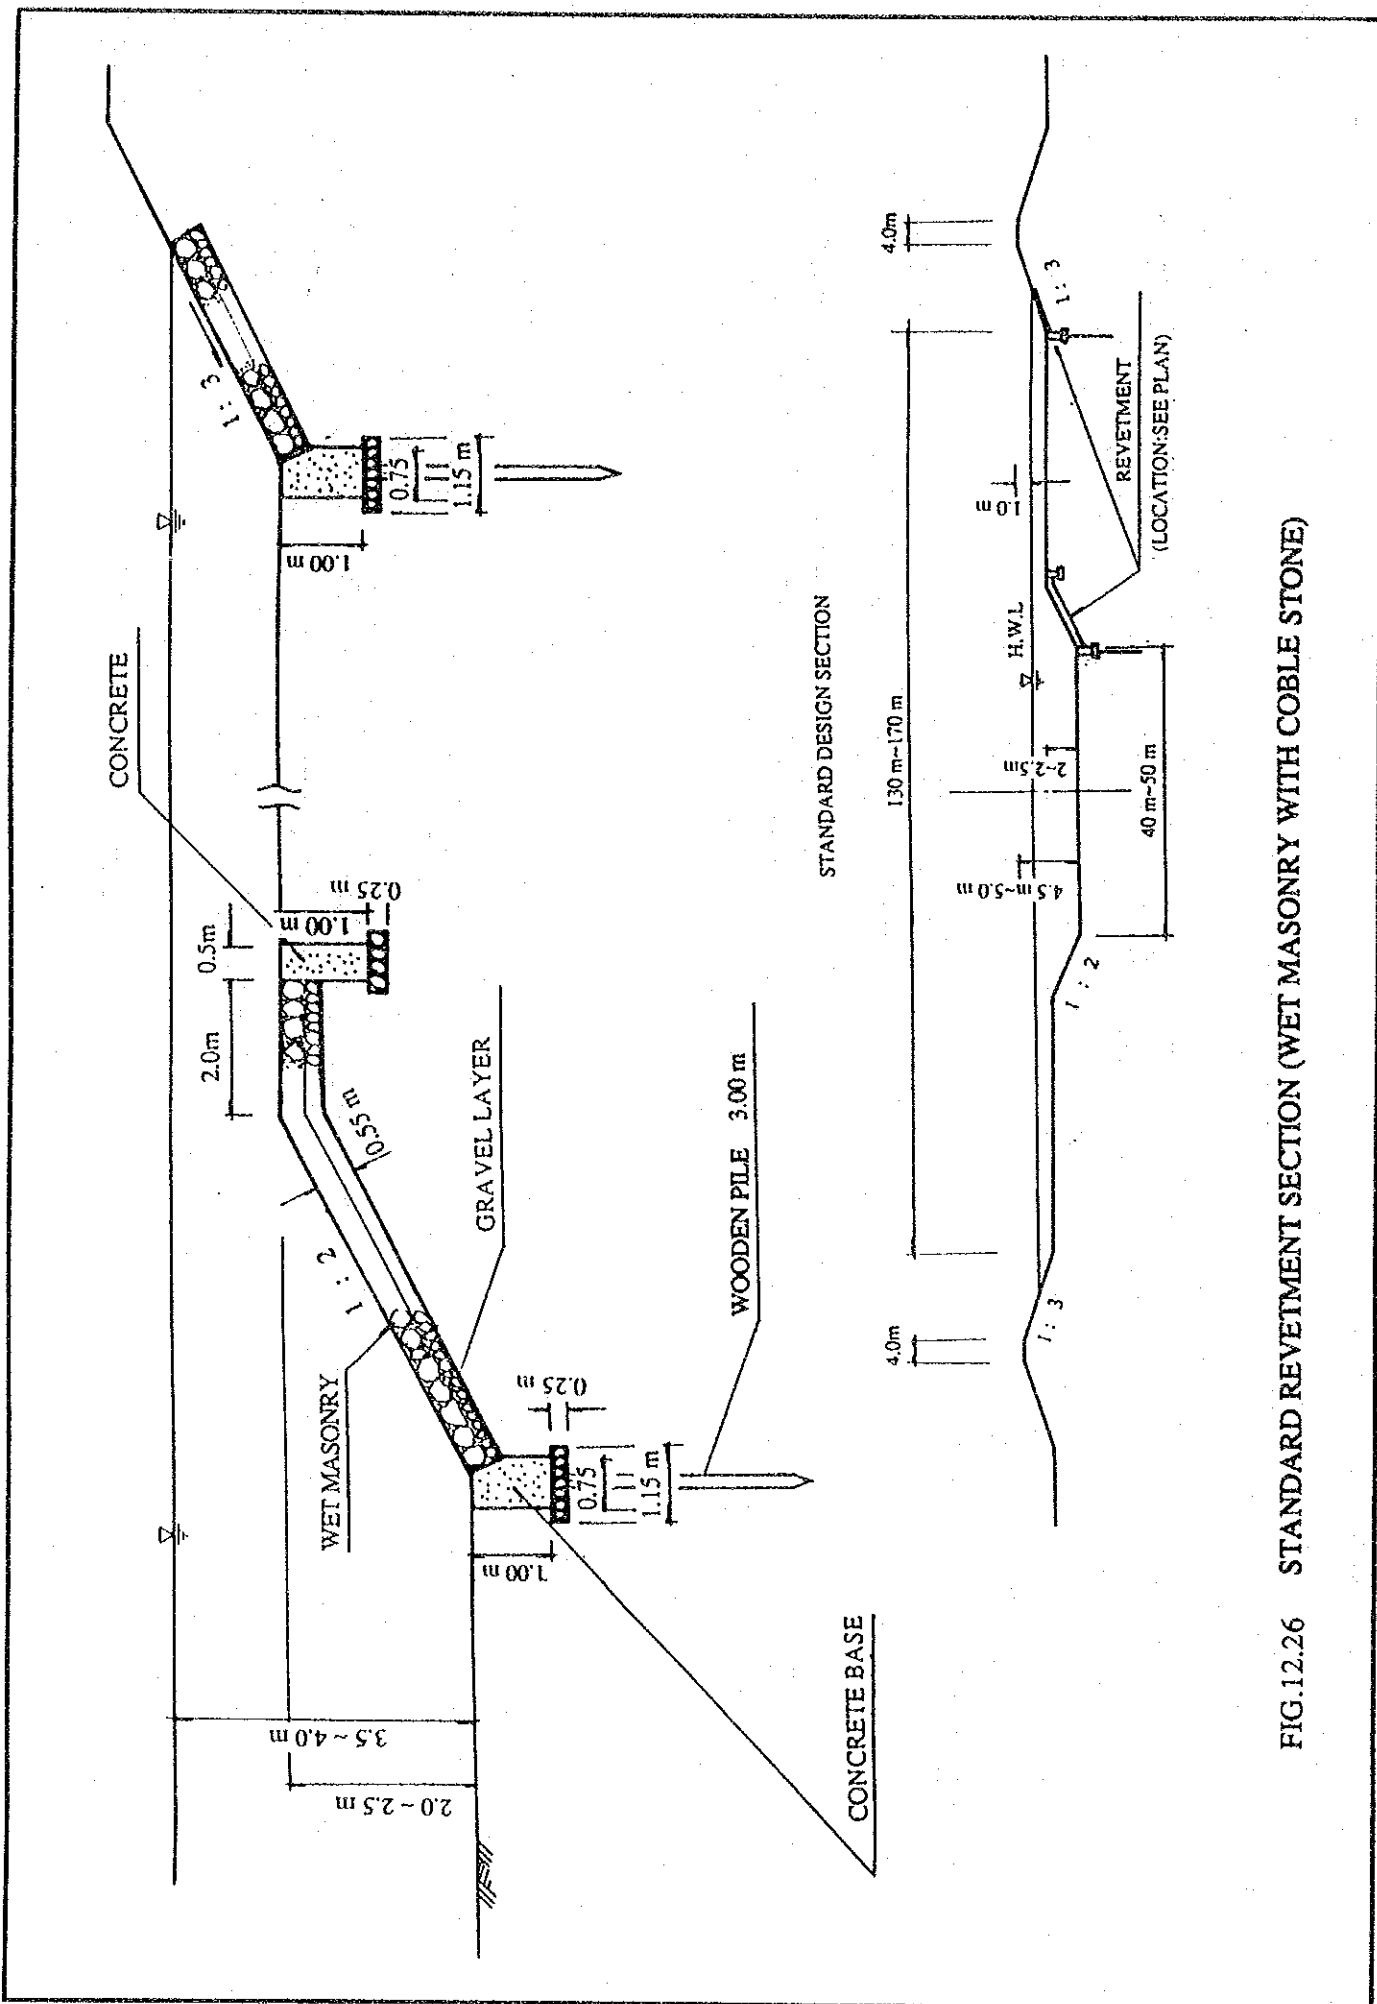 CONCRETE
2.0m
0.5m
1.00 m
0.25 m
1 : 3
1.00 m
0.75
1.15 m
WET MASONRY
1 : 2
0.55 m
GRAVEL LAYER
3.5 ~ 4.0 m
2.0 ~ 2.5 m
1.00 m
0.25 m
0.75
1.15 m
WOODEN PILE 3.00 m
CONCRETE BASE
STANDARD DESIGN SECTION
130 m~170 m
4.0m
4.0m
H.W.L
1.0 m
1 : 3
1 : 3
4.5 m~5.0 m
2~2.5m
1 : 2
40 m~50 m
REVETMENT
(LOCATION:SEE PLAN)
FIG.12.26 STANDARD REVETMENT SECTION (WET MASONRY WITH COBLE STONE)